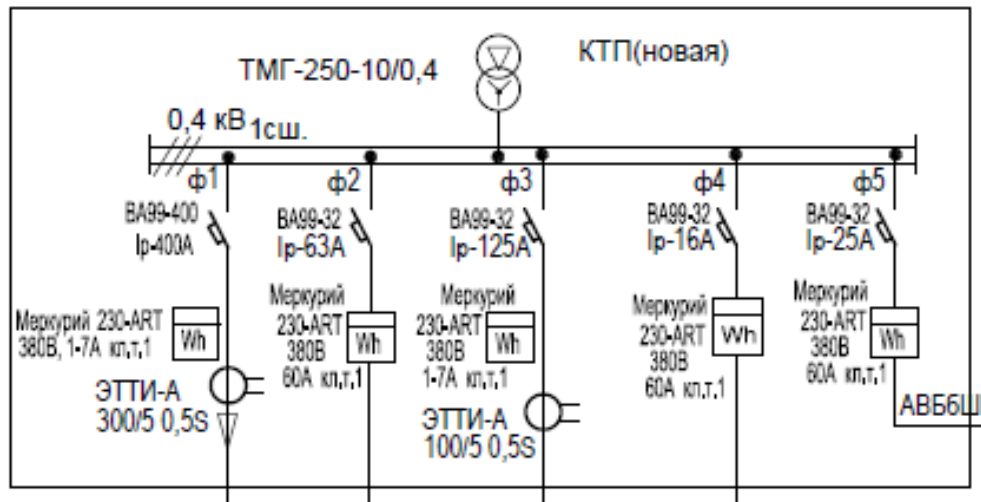 КТП(новая)
ТМГ-250-10/0,4
0,4 кВ 1сш.
ф1
ф2
ф3
ф4
ф5
ВА99-400
Iр-400А
ВА99-32
Iр-63А
ВА99-32
Iр-125А
ВА99-32
Iр-16А
ВА99-32
Iр-25А
Меркурий 230-ART
380В, 1-7А кл,т,1
Wh
ЭТТИ-А
300/5 0,5S
Меркурий
230-ART
380В
60А кл,т,1
Wh
Меркурий
230-ART
380В
1-7А кл,т,1
Wh
ЭТТИ-А
100/5 0,5S
Меркурий
230-ART
380В
60А кл,т,1
Wh
Меркурий
230-ART
380В
60А кл,т,1
Wh
АВБбШ